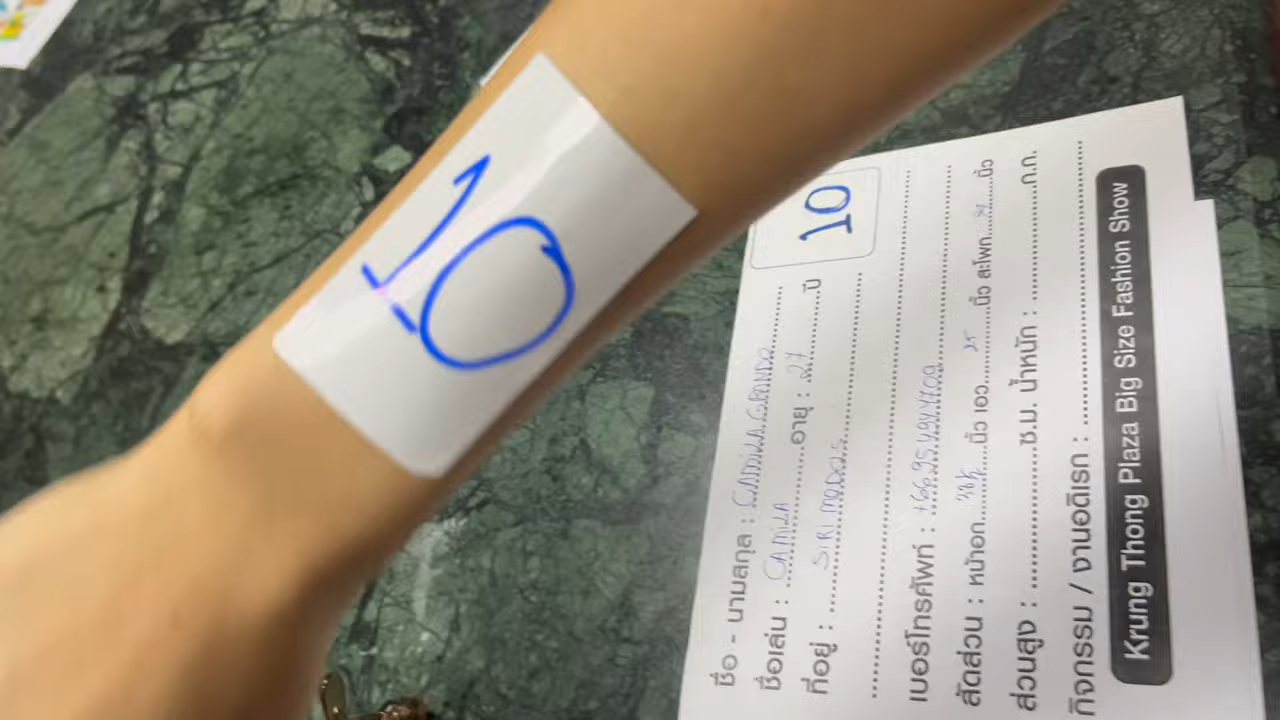 10
10
ชื่อ - นามสกุล : CAMILA GRANDO
ชื่อเล่น : CAMILA อายุ : 27 ปี
ที่อยู่ : SIRI MODELS
เบอร์โทรศัพท์ :
สัดส่วน : หน้าอก นิ้ว เอว 25 นิ้ว สะโพก นิ้ว
ส่วนสูง : ซ.ม. น้ำหนัก : ก.ก.
กิจกรรม / งานอดิเรก :
Krung Thong Plaza Big Size Fashion Show